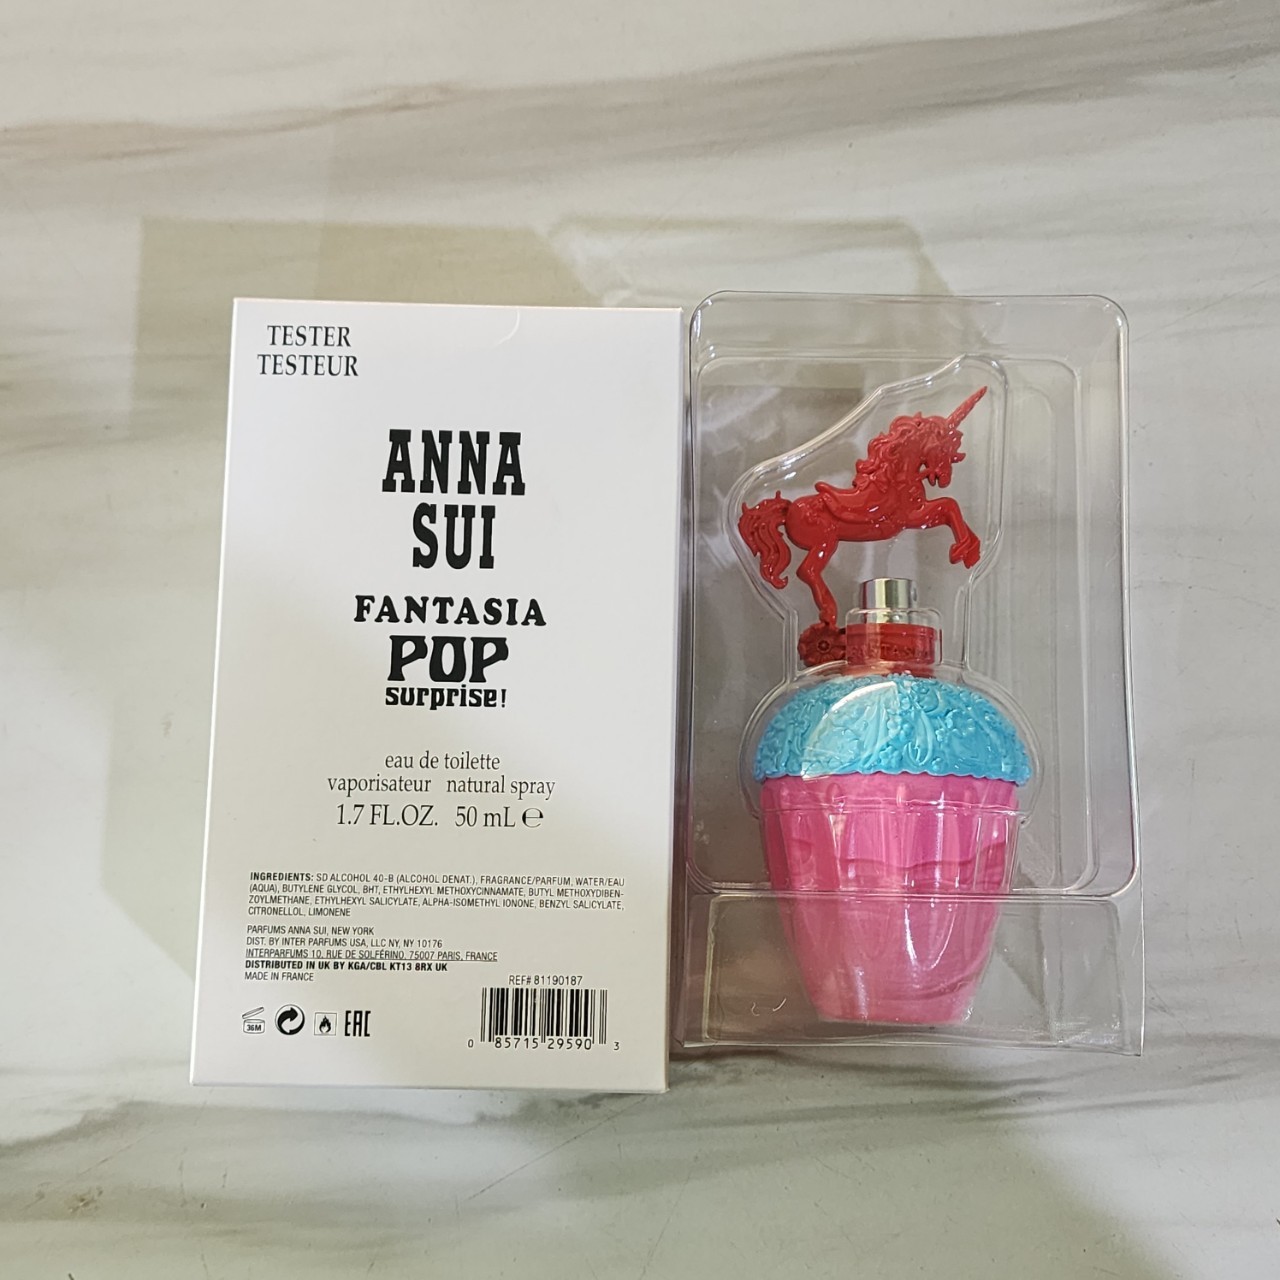 TESTER
TESTEUR
ANNA
SUI
FANTASIA
POP
surprise!
eau de toilette
vaporisateur natural spray
1.7 FL.OZ. 50 mL ℮
INGREDIENTS: SD ALCOHOL 40-B (ALCOHOL DENAT.), FRAGRANCE/PARFUM, WATER/EAU
(AQUA), BUTYLENE GLYCOL, BHT, ETHYLHEXYL METHOXYCINNAMATE, BUTYL METHOXYDIBEN-
ZOYLMETHANE, ETHYLHEXYL SALICYLATE, ALPHA-ISOMETHYL IONONE, BENZYL SALICYLATE,
CITRONELLOL, LIMONENE
PARFUMS ANNA SUI, NEW YORK
DIST. BY INTER PARFUMS USA, LLC NY, NY 10176
INTERPARFUMS 10, RUE DE SOLFÉRINO, 75007 PARIS, FRANCE
DISTRIBUTED IN UK BY KGA/CBL KT13 8RX UK
MADE IN FRANCE
REF# 81190187
36M
EAC
0 85715 29590 3